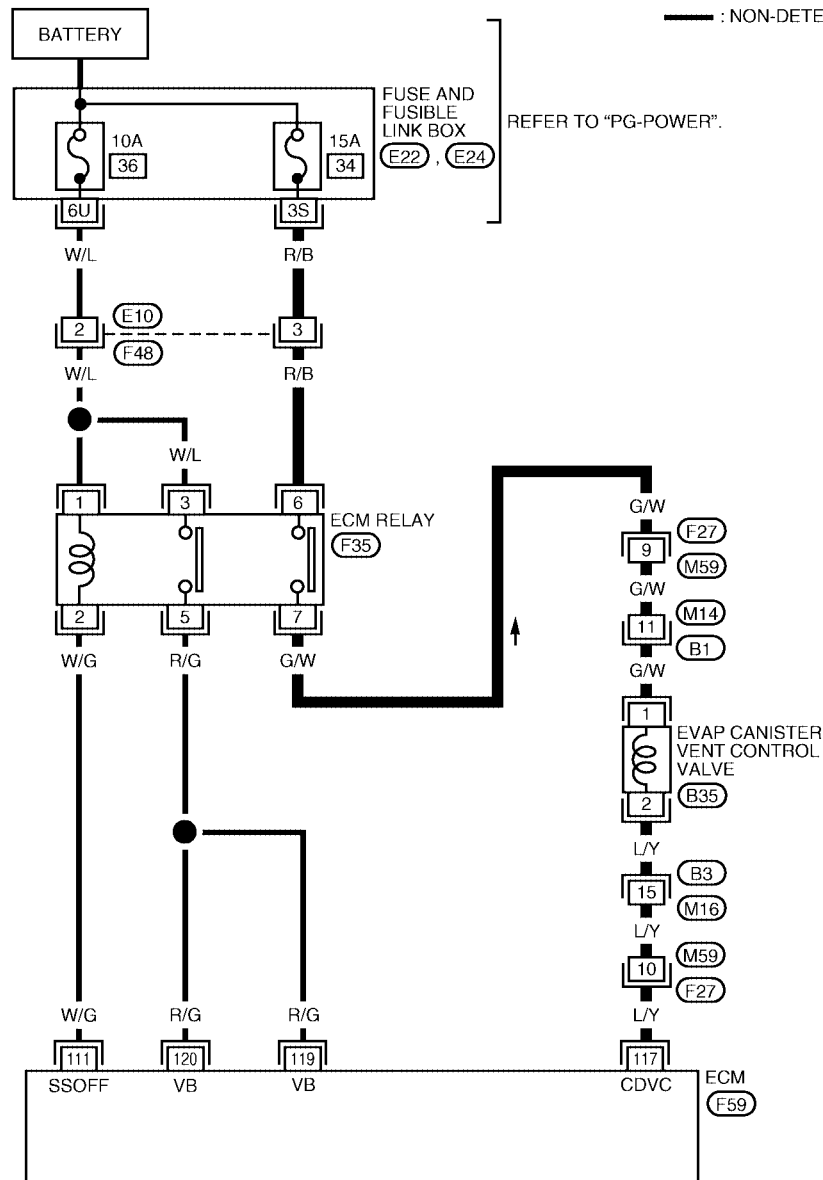 BATTERY
: NON-DETE
FUSE AND
FUSIBLE
LINK BOX
E22 , E24
REFER TO "PG-POWER".
10A
36
15A
34
6U
3S
W/L
R/B
2
E10
F48
3
W/L
R/B
W/L
1
3
6
ECM RELAY
F35
2
5
7
W/G
R/G
G/W
G/W
9
F27
M59
G/W
11
M14
B1
G/W
1
EVAP CANISTER
VENT CONTROL
VALVE
B35
2
L/Y
15
B3
M16
L/Y
10
M59
F27
W/G
R/G
R/G
L/Y
111
120
119
117
SSOFF
VB
VB
CDVC
ECM
F59